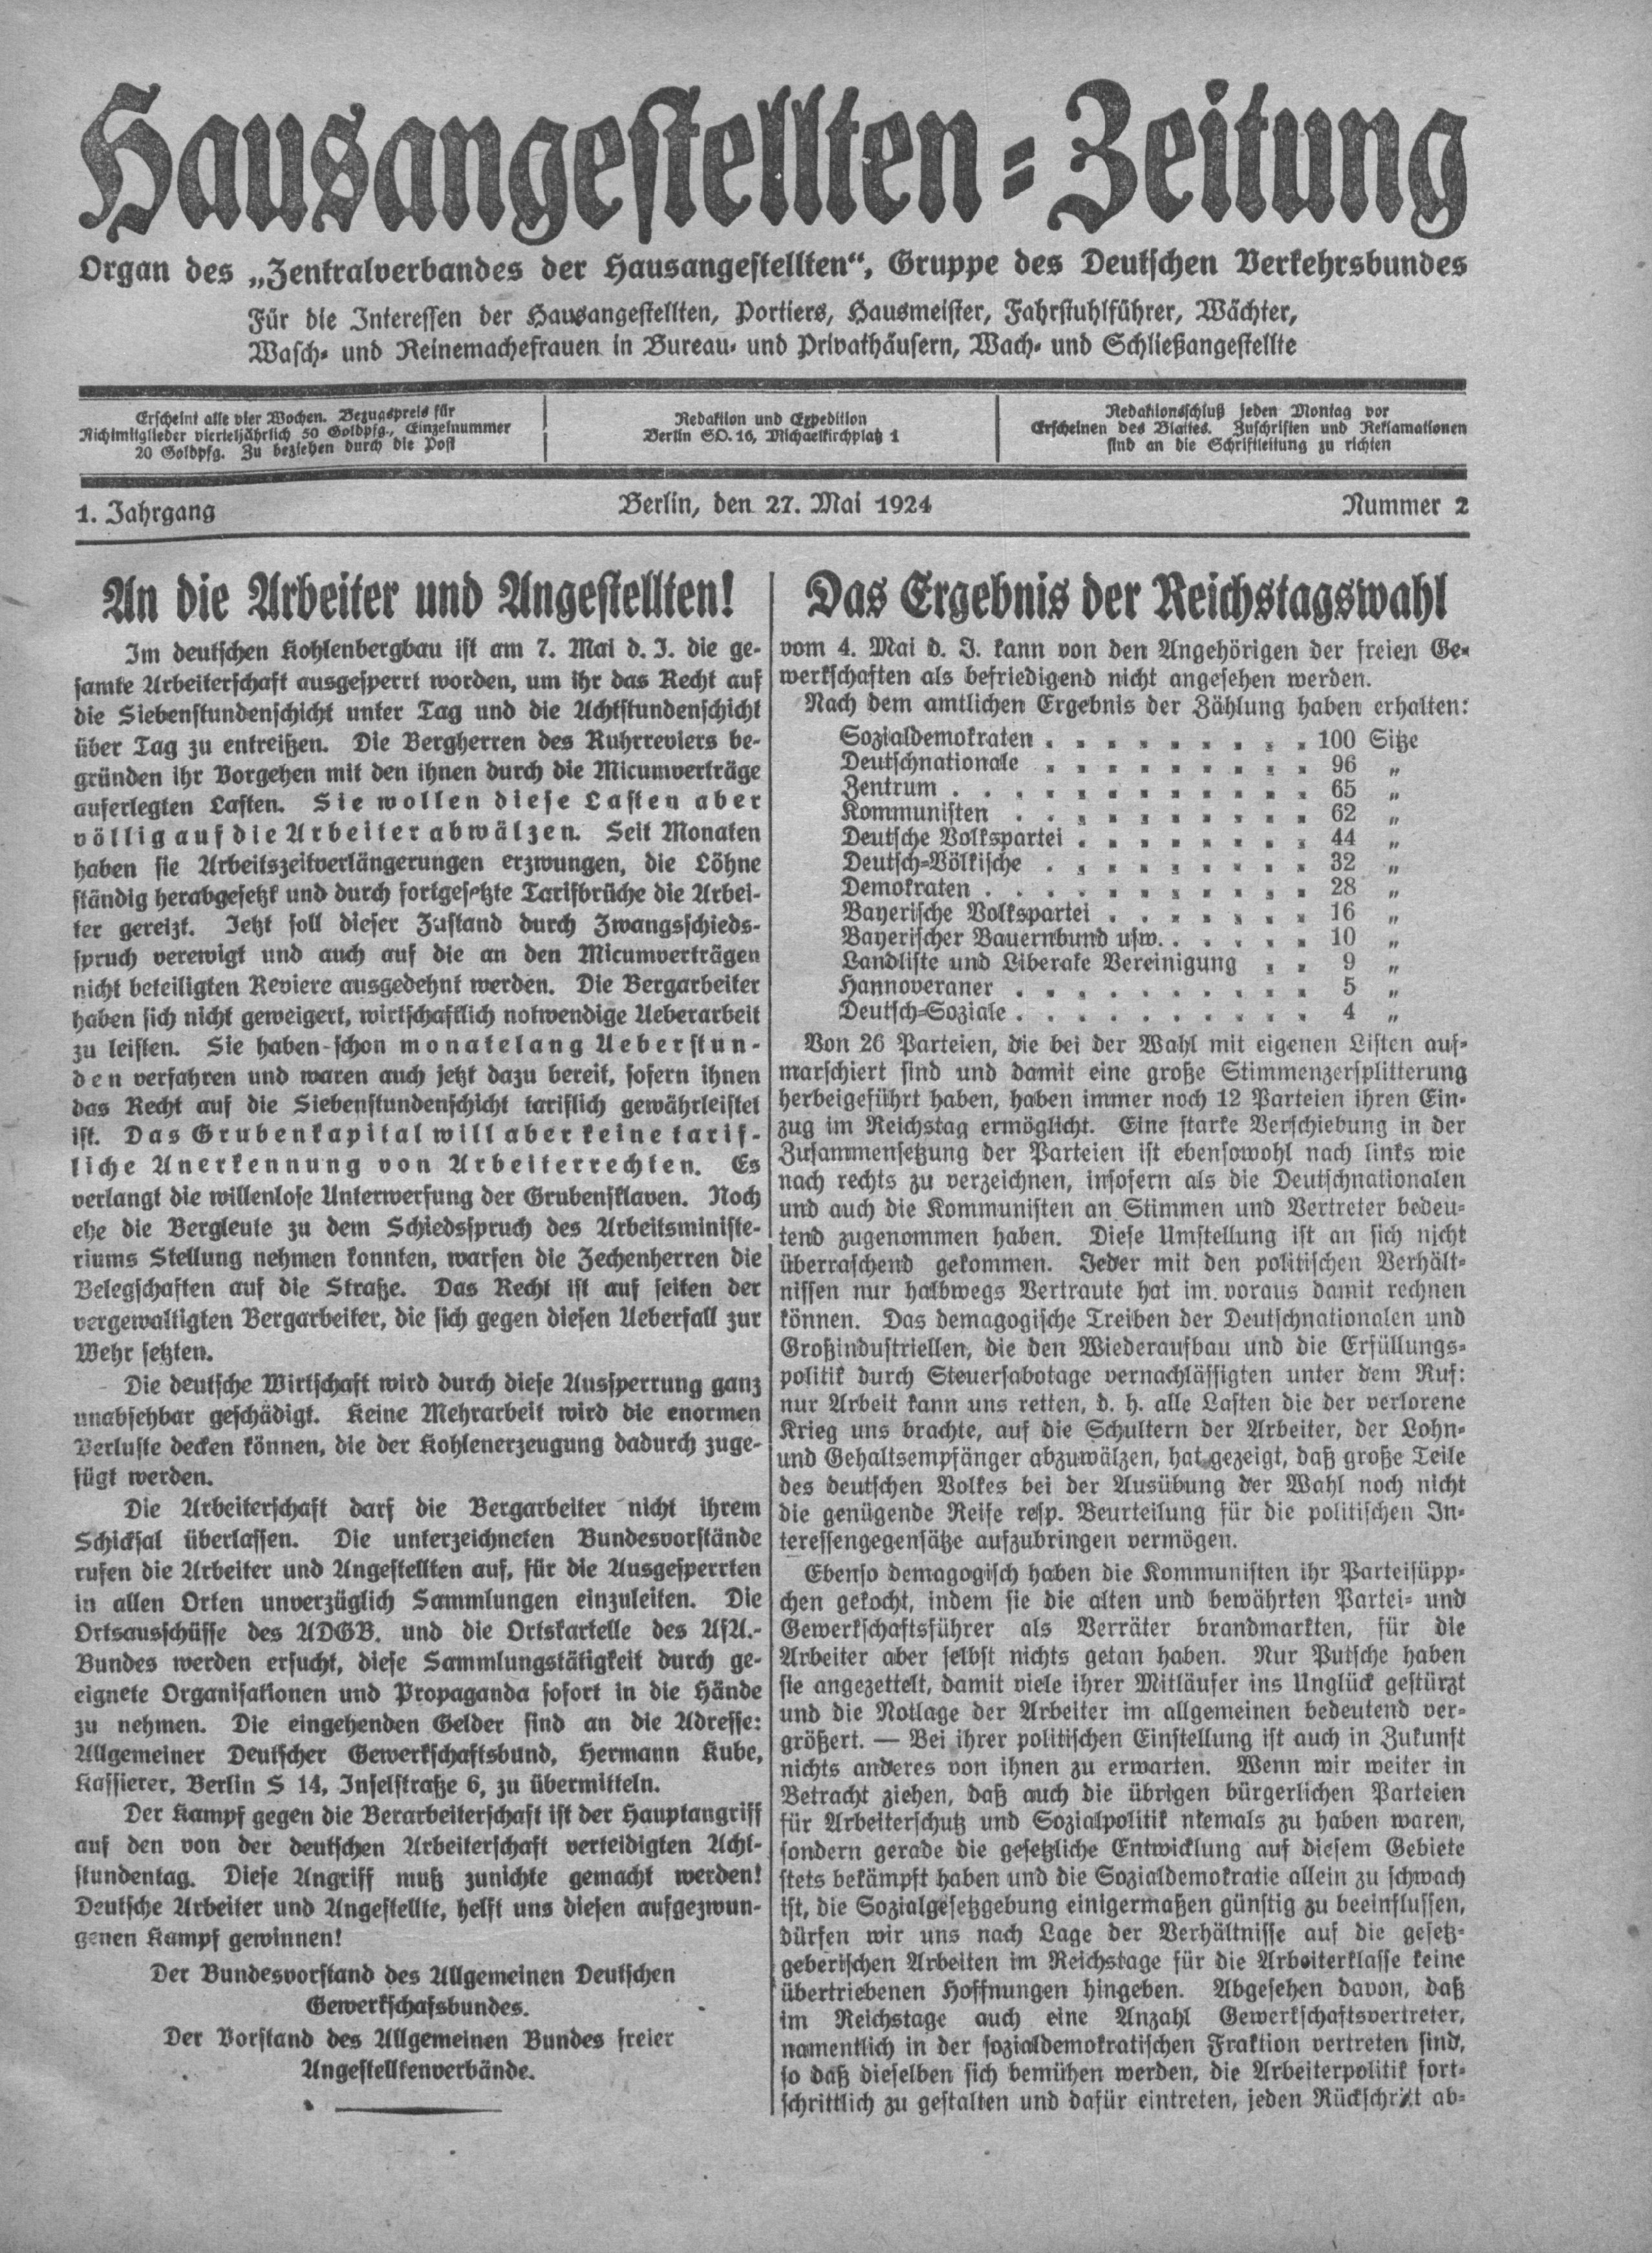 Hausangestellten-Zeitung
Organ des „Zentralverbandes der Hausangestellten“, Gruppe des Deutschen Verkehrsbundes
Für die Interessen der Hausangestellten, Portiers, Hausmeister, Fahrstuhlführer, Wächter,
Wasch- und Reinemachefrauen in Bureau- und Privathäusern, Wach- und Schließangestellte
Erscheint alle vier Wochen. Bezugspreis für
Nichtmitglieder vierteljährlich 50 Goldpfg., Einzelnummer
20 Goldpfg. Zu beziehen durch die Post
Redaktion und Expedition
Berlin SO. 16, Michaelkirchplatz 1
Redaktionsschluß jeden Montag vor
Erscheinen des Blattes. Zuschriften und Reklamationen
sind an die Schriftleitung zu richten
1. Jahrgang
Berlin, den 27. Mai 1924
Nummer 2
An die Arbeiter und Angestellten!
Im deutschen Kohlenbergbau ist am 7. Mai d. J. die ge-
samte Arbeiterschaft ausgesperrt worden, um ihr das Recht auf
die Siebenstundenschicht unter Tag und die Achtstundenschicht
über Tag zu entreißen. Die Bergherren des Ruhrreviers be-
gründen ihr Vorgehen mit den ihnen durch die Micumverträge
auferlegten Lasten. Sie wollen diese Lasten aber
völlig auf die Arbeiter abwälzen. Seit Monaten
haben sie Arbeitszeitverlängerungen erzwungen, die Löhne
ständig herabgesetzt und durch fortgesetzte Tarifbrüche die Arbei-
ter gereizt. Jetzt soll dieser Zustand durch Zwangsschieds-
spruch verewigt und auch auf die an den Micumverträgen
nicht beteiligten Reviere ausgedehnt werden. Die Bergarbeiter
haben sich nicht geweigert, wirtschaftlich notwendige Ueberarbeit
zu leisten. Sie haben schon monatelang Ueberstun-
den verfahren und waren auch jetzt dazu bereit, sofern ihnen
das Recht auf die Siebenstundenschicht tariflich gewährleistet
ist. Das Grubenkapital will aber keine tarif-
liche Anerkennung von Arbeiterrechten. Es
verlangt die willenlose Unterwerfung der Grubensklaven. Noch
ehe die Bergleute zu dem Schiedsspruch des Arbeitsministe-
riums Stellung nehmen konnten, warfen die Zechenherren die
Belegschaften auf die Straße. Das Recht ist auf seiten der
vergewaltigten Bergarbeiter, die sich gegen diesen Ueberfall zur
Wehr setzten.
Die deutsche Wirtschaft wird durch diese Aussperrung ganz
unabsehbar geschädigt. Keine Mehrarbeit wird die enormen
Verluste decken können, die der Kohlenerzeugung dadurch zuge-
fügt werden.
Die Arbeiterschaft darf die Bergarbeiter nicht ihrem
Schicksal überlassen. Die unterzeichneten Bundesvorstände
rufen die Arbeiter und Angestellten auf, für die Ausgesperrten
in allen Orten unverzüglich Sammlungen einzuleiten. Die
Ortsausschüsse des ADGB. und die Ortskartelle des AfA.-
Bundes werden ersucht, diese Sammlungstätigkeit durch ge-
eignete Organisationen und Propaganda sofort in die Hände
zu nehmen. Die eingehenden Gelder sind an die Adresse:
Allgemeiner Deutscher Gewerkschaftsbund, Hermann Kube,
Kassierer, Berlin S 14, Inselstraße 6, zu übermitteln.
Der Kampf gegen die Berarbeiterschaft ist der Hauptangriff
auf den von der deutschen Arbeiterschaft verteidigten Acht-
stundentag. Diese Angriff muß zunichte gemacht werden!
Deutsche Arbeiter und Angestellte, helft uns diesen aufgezwun-
genen Kampf gewinnen!
Der Bundesvorstand des Allgemeinen Deutschen
Gewerkschafsbundes.
Der Vorstand des Allgemeinen Bundes freier
Angestelltenverbände.
Das Ergebnis der Reichstagswahl
vom 4. Mai d. J. kann von den Angehörigen der freien Ge-
werkschaften als befriedigend nicht angesehen werden.
Nach dem amtlichen Ergebnis der Zählung haben erhalten:
Sozialdemokraten . . . . . . . . . 100 Sitze
Deutschnationale . . . . . . . . . 96 „
Zentrum . . . . . . . . . . . . 65 „
Kommunisten . . . . . . . . . . 62 „
Deutsche Volkspartei . . . . . . . . 44 „
Deutsch-Völkische . . . . . . . . . 32 „
Demokraten . . . . . . . . . . . 28 „
Bayerische Volkspartei . . . . . . . 16 „
Bayerischer Bauernbund usw. . . . . . 10 „
Landliste und Liberale Vereinigung . . 9 „
Hannoveraner . . . . . . . . . . 5 „
Deutsch-Soziale . . . . . . . . . . 4 „
Von 26 Parteien, die bei der Wahl mit eigenen Listen auf-
marschiert sind und damit eine große Stimmenzersplitterung
herbeigeführt haben, haben immer noch 12 Parteien ihren Ein-
zug im Reichstag ermöglicht. Eine starke Verschiebung in der
Zusammensetzung der Parteien ist ebensowohl nach links wie
nach rechts zu verzeichnen, insofern als die Deutschnationalen
und auch die Kommunisten an Stimmen und Vertreter bedeu-
tend zugenommen haben. Diese Umstellung ist an sich nicht
überraschend gekommen. Jeder mit den politischen Verhält-
nissen nur halbwegs Vertraute hat im voraus damit rechnen
können. Das demagogische Treiben der Deutschnationalen und
Großindustriellen, die den Wiederaufbau und die Erfüllungs-
politik durch Steuersabotage vernachlässigten unter dem Ruf:
nur Arbeit kann uns retten, d. h. alle Lasten die der verlorene
Krieg uns brachte, auf die Schultern der Arbeiter, der Lohn-
und Gehaltsempfänger abzuwälzen, hat gezeigt, daß große Teile
des deutschen Volkes bei der Ausübung der Wahl noch nicht
die genügende Reife resp. Beurteilung für die politischen In-
teressengegensätze aufzubringen vermögen.
Ebenso demagogisch haben die Kommunisten ihr Parteisüpp-
chen gekocht, indem sie die alten und bewährten Partei- und
Gewerkschaftsführer als Verräter brandmarkten, für die
Arbeiter aber selbst nichts getan haben. Nur Putsche haben
sie angezettelt, damit viele ihrer Mitläufer ins Unglück gestürzt
und die Notlage der Arbeiter im allgemeinen bedeutend ver-
größert. — Bei ihrer politischen Einstellung ist auch in Zukunft
nichts anderes von ihnen zu erwarten. Wenn wir weiter in
Betracht ziehen, daß auch die übrigen bürgerlichen Parteien
für Arbeiterschutz und Sozialpolitik niemals zu haben waren,
sondern gerade die gesetzliche Entwicklung auf diesem Gebiete
stets bekämpft haben und die Sozialdemokratie allein zu schwach
ist, die Sozialgesetzgebung einigermaßen günstig zu beeinflussen,
dürfen wir uns nach Lage der Verhältnisse auf die gesetz-
geberischen Arbeiten im Reichstage für die Arbeiterklasse keine
übertriebenen Hoffnungen hingeben. Abgesehen davon, daß
im Reichstage auch eine Anzahl Gewerkschaftsvertreter,
namentlich in der sozialdemokratischen Fraktion vertreten sind,
so daß dieselben sich bemühen werden, die Arbeiterpolitik fort-
schrittlich zu gestalten und dafür eintreten, jeden Rückschritt ab-